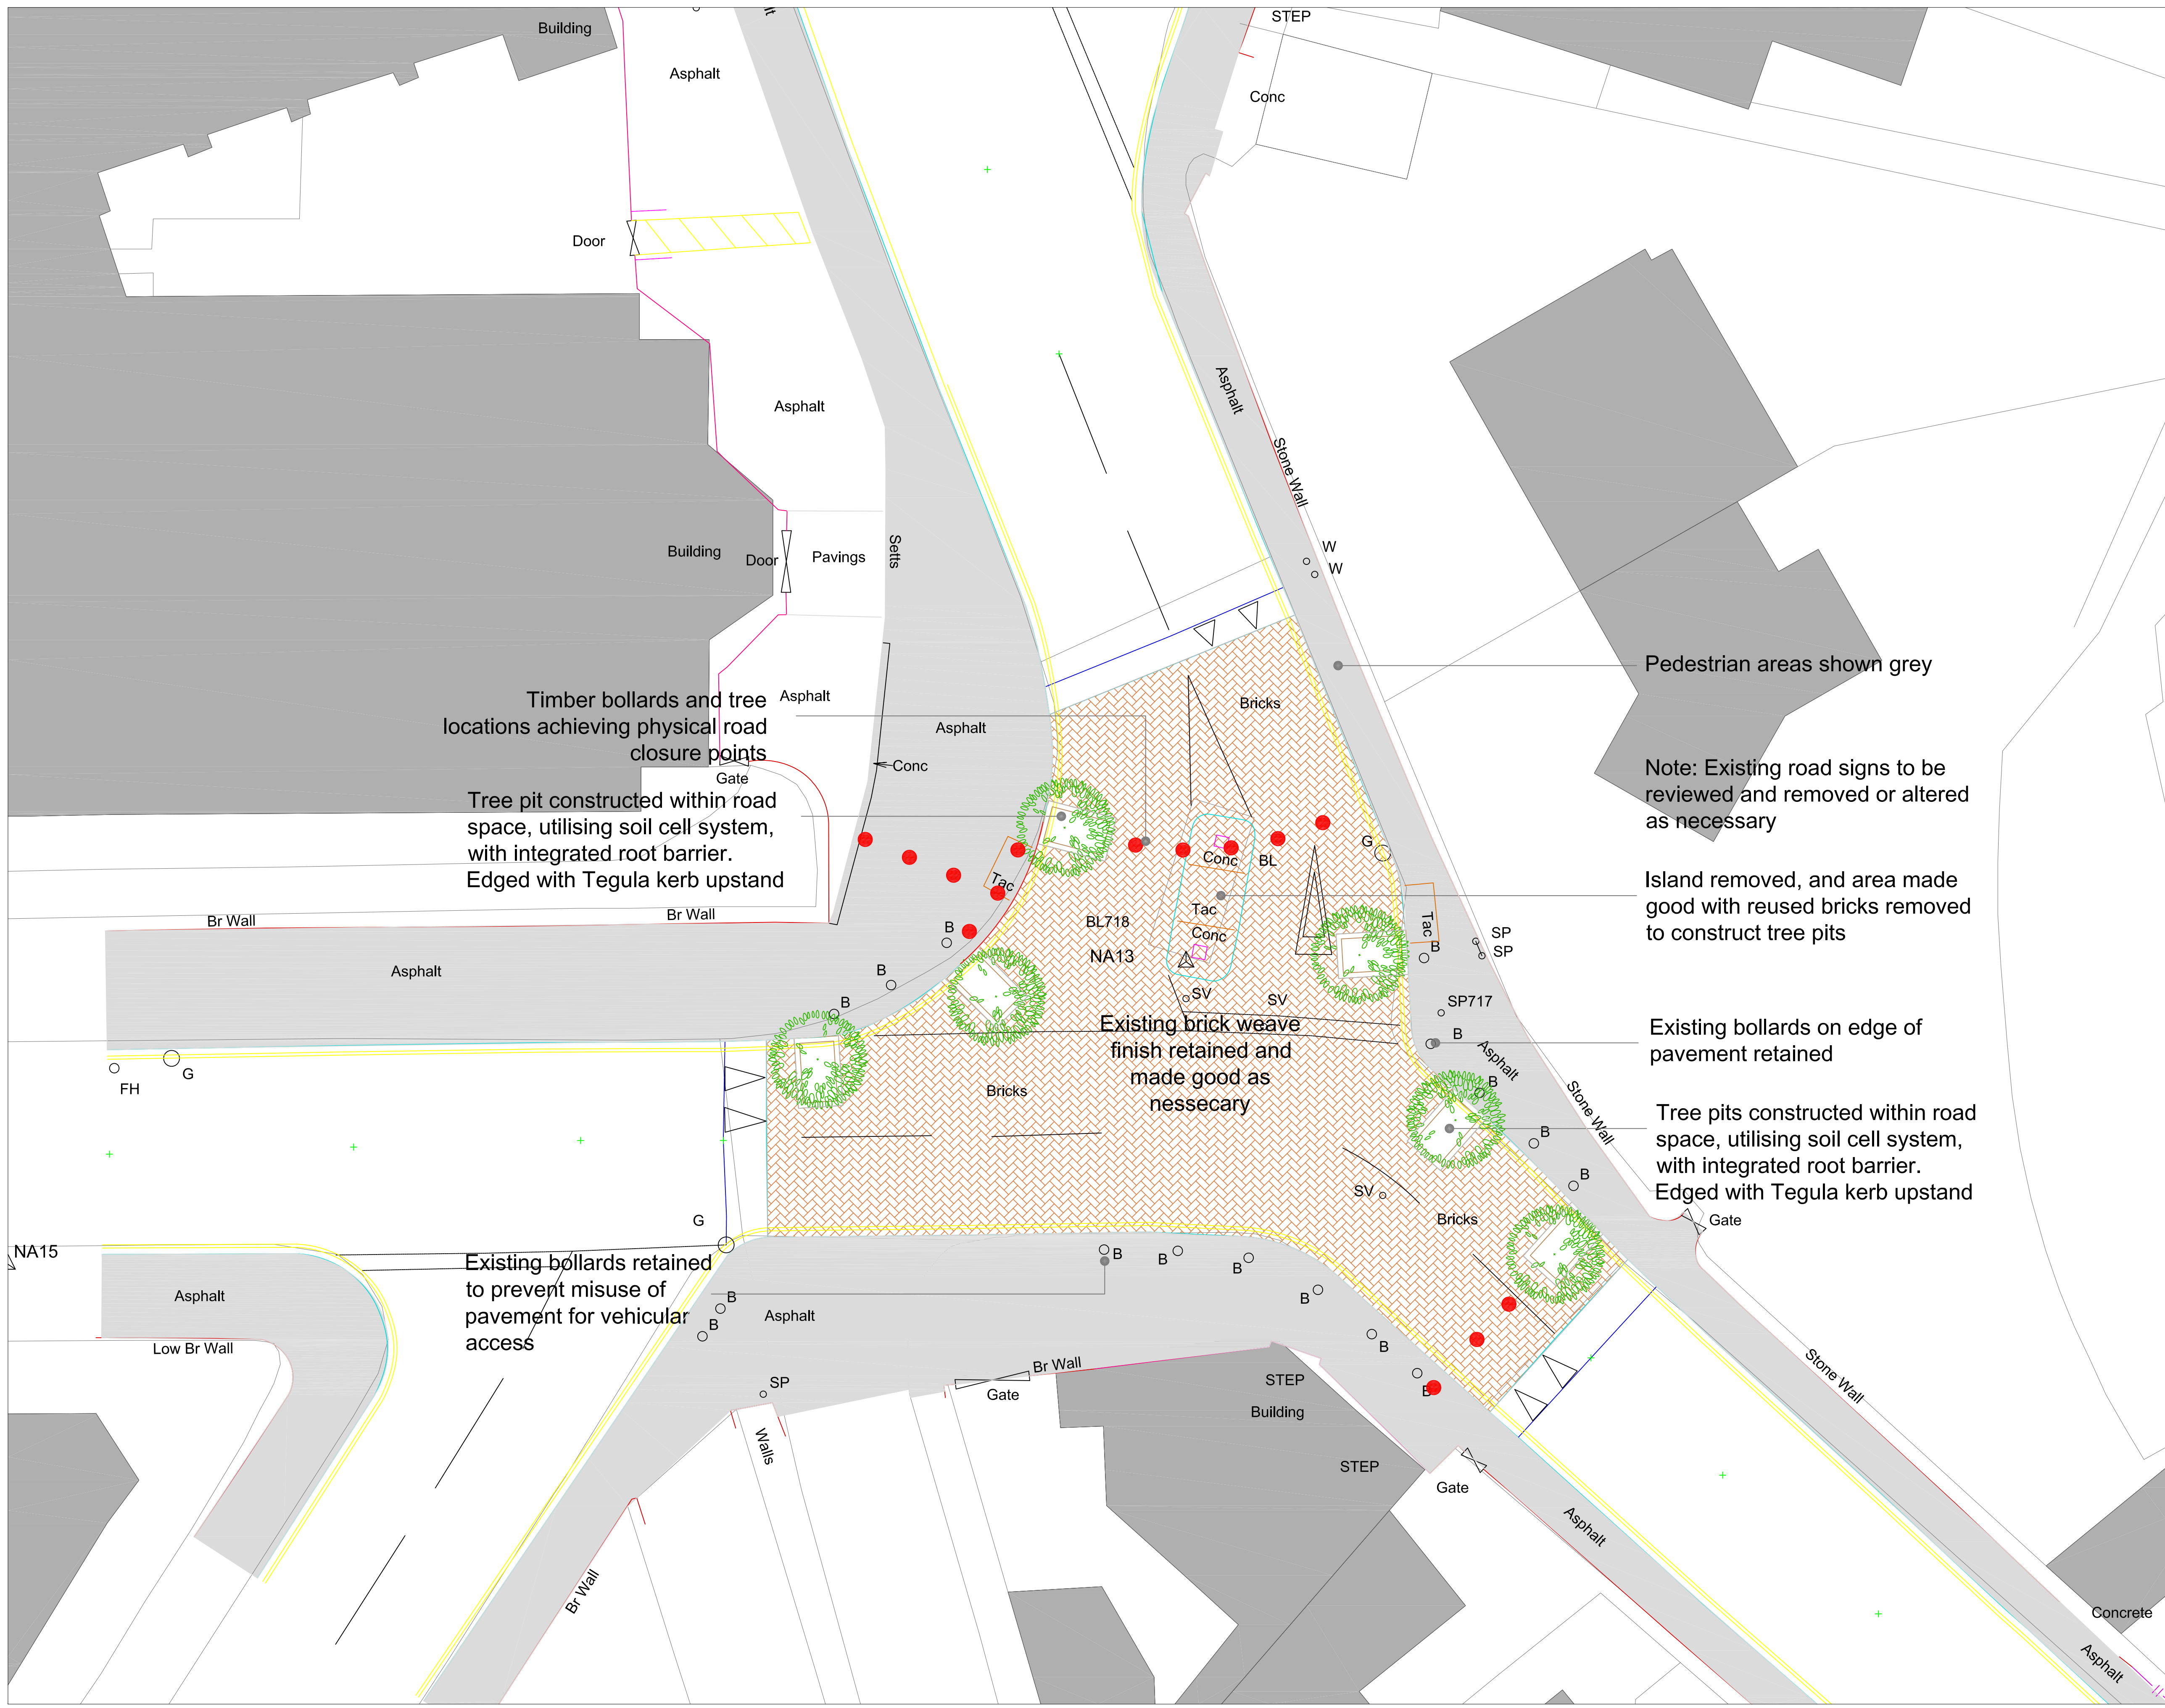 Building
STEP
Asphalt
Conc
Door
Asphalt
Asphalt
Stone Wall
Setts
Building
Door
Pavings
W
W
Pedestrian areas shown grey
Timber bollards and tree
locations achieving physical road
closure points
Asphalt
Asphalt
Bricks
Conc
Gate
Note: Existing road signs to be
reviewed and removed or altered
as necessary
Tree pit constructed within road
space, utilising soil cell system,
with integrated root barrier.
Edged with Tegula kerb upstand
G
Conc
BL
Tac
Island removed, and area made
good with reused bricks removed
to construct tree pits
Br Wall
Br Wall
Tac
BL718
Conc
Tac
B
B
SP
SP
NA13
Asphalt
B
B
SV
SV
SP717
Existing brick weave
finish retained and
made good as
nessecary
B
Existing bollards on edge of
pavement retained
Asphalt
B
FH
G
Bricks
Stone Wall
B
Tree pits constructed within road
space, utilising soil cell system,
with integrated root barrier.
Edged with Tegula kerb upstand
B
SV
Bricks
Gate
G
NA15
Existing bollards retained
to prevent misuse of
pavement for vehicular
access
B
B
B
B
Asphalt
B
B
Asphalt
B
B
Low Br Wall
Br Wall
Stone Wall
SP
Gate
STEP
Building
Walls
STEP
Gate
Asphalt
Br Wall
Concrete
Asphalt